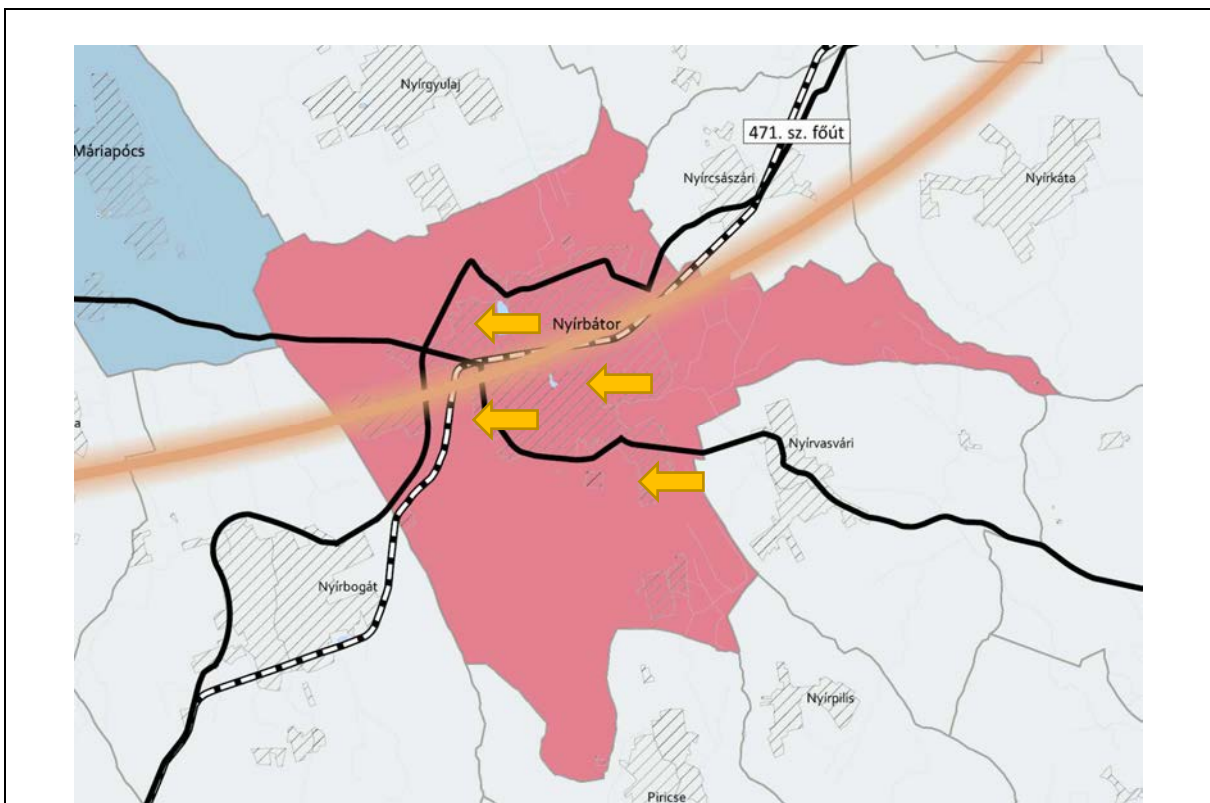 Nyírgyulaj
471. sz. főút
Máriapócs
Nyírcsászári
Nyírkáta
Nyírbátor
a
Nyírvasvári
Nyírbogát
Nyírpilis
Piricse